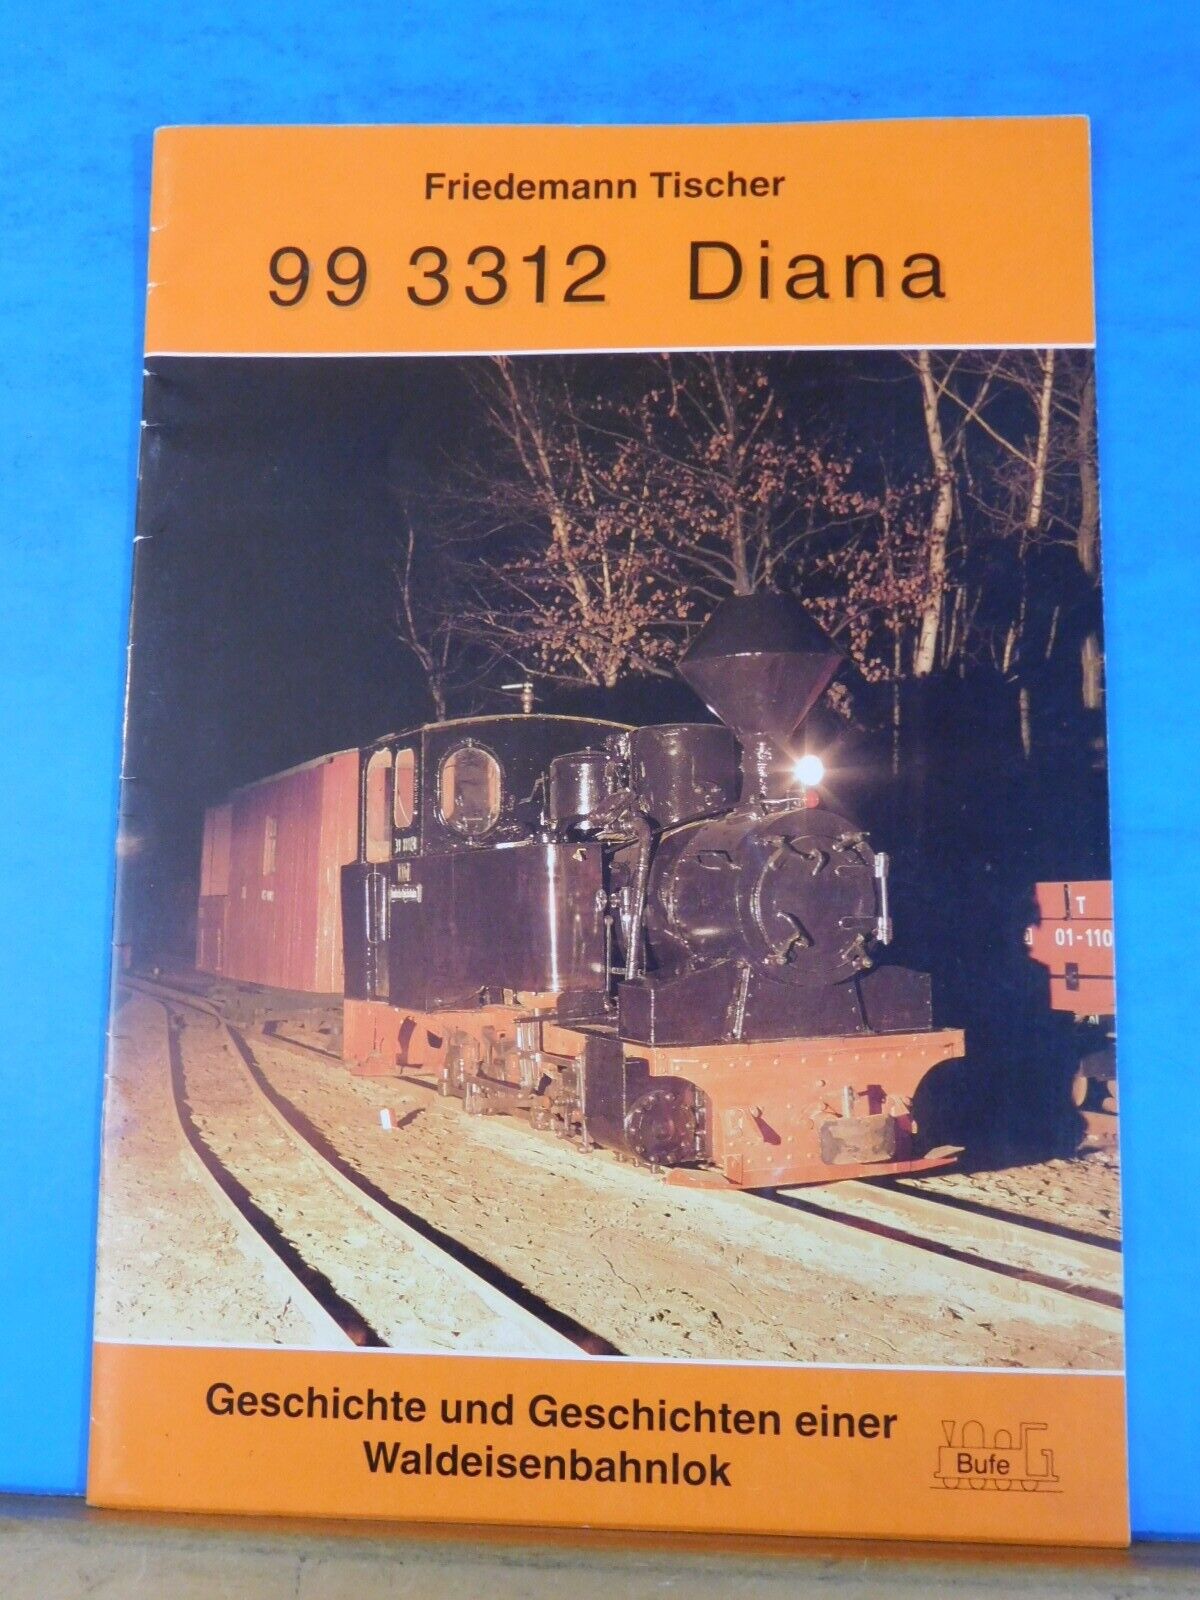 Friedemann Tischer
99 3312 Diana
T
01-110
Geschichte und Geschichten einer
Waldeisenbahnlok
Bufe